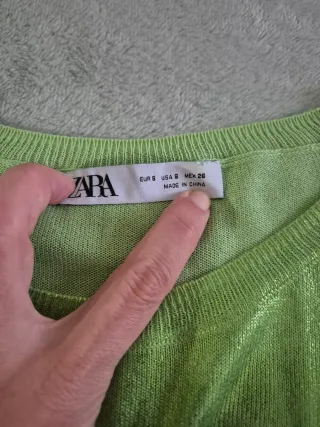 ZARA
EUR S USA S MEX 26
MADE IN CHINA